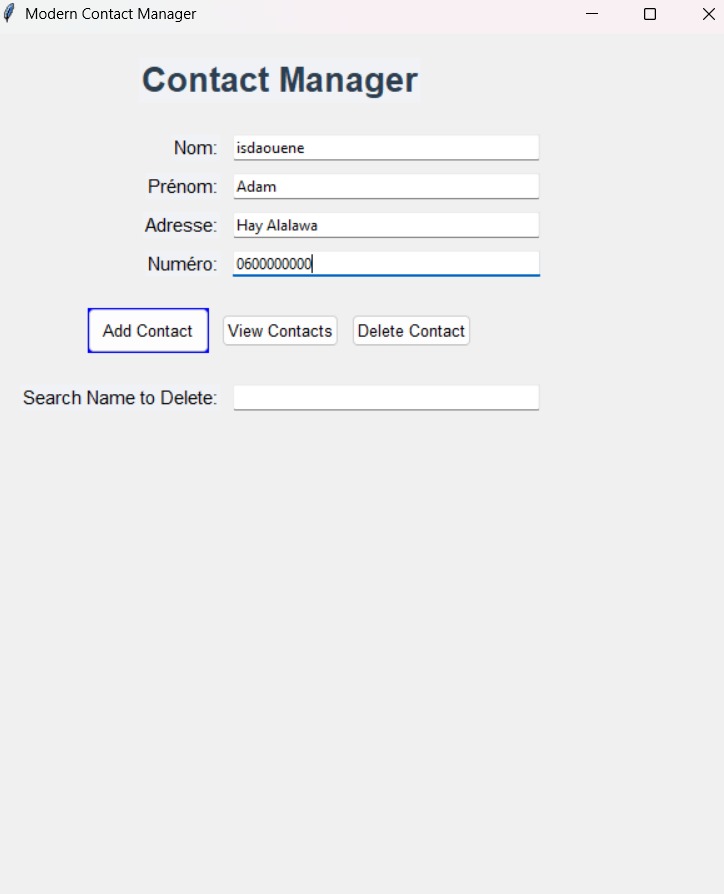 Modern Contact Manager
Contact Manager
Nom: isdaouene
Prénom: Adam
Adresse: Hay Alalawa
Numéro: 0600000000
Add Contact View Contacts Delete Contact
Search Name to Delete: